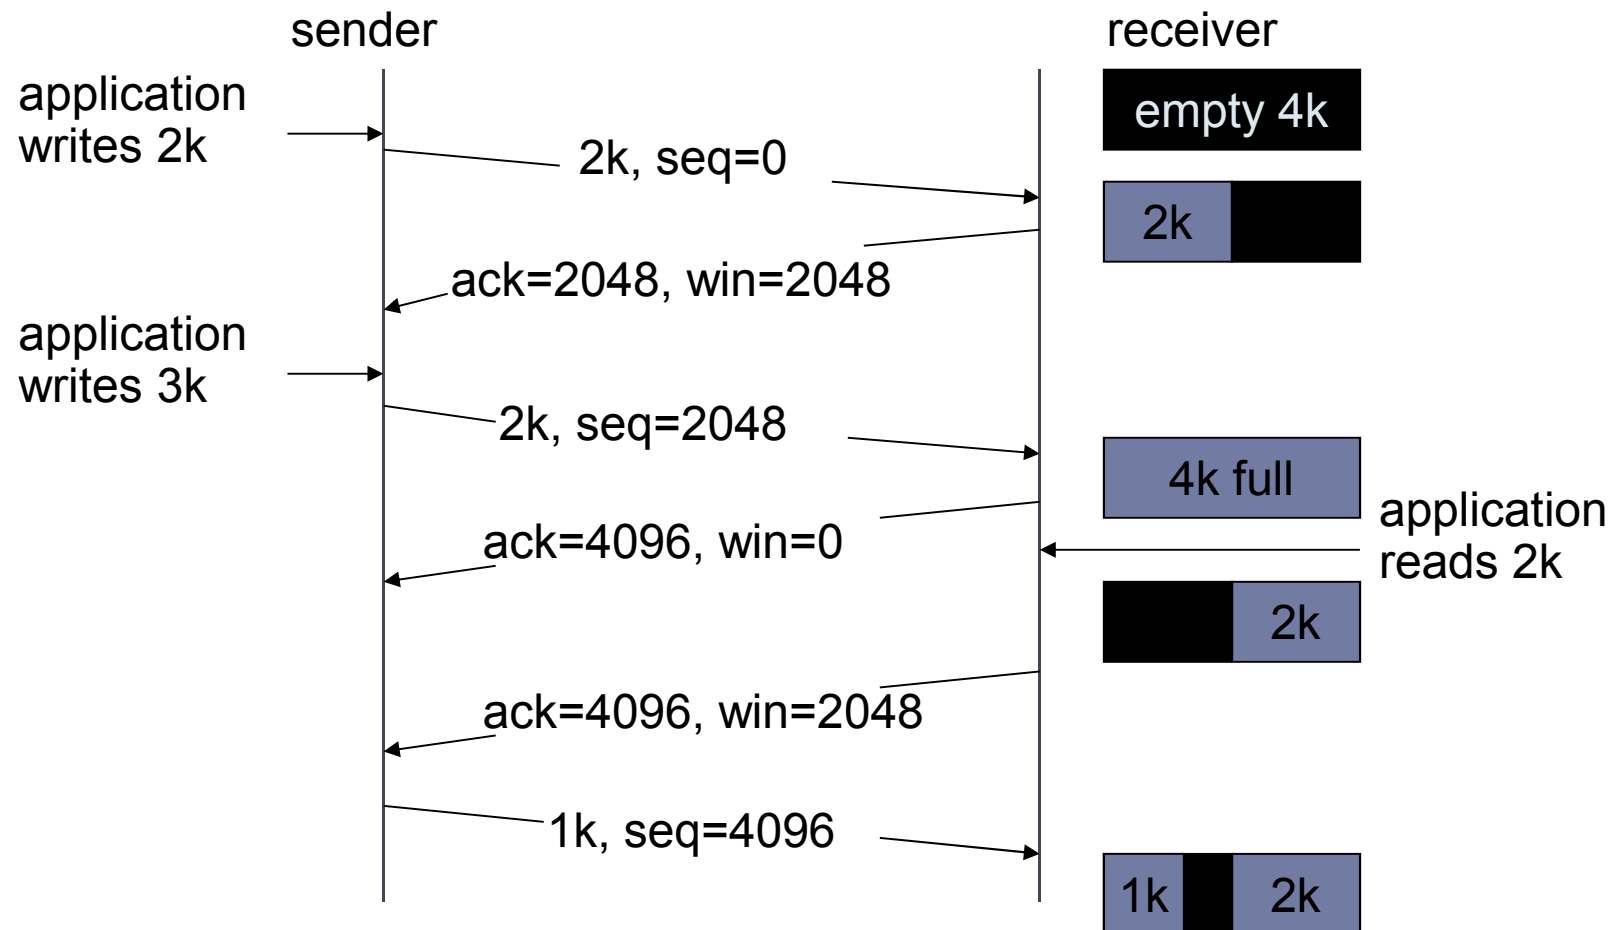 sender
receiver
application
writes 2k
empty 4k
2k, seq=0
2k
ack=2048, win=2048
application
writes 3k
2k, seq=2048
4k full
application
reads 2k
ack=4096, win=0
2k
ack=4096, win=2048
1k, seq=4096
1k
2k